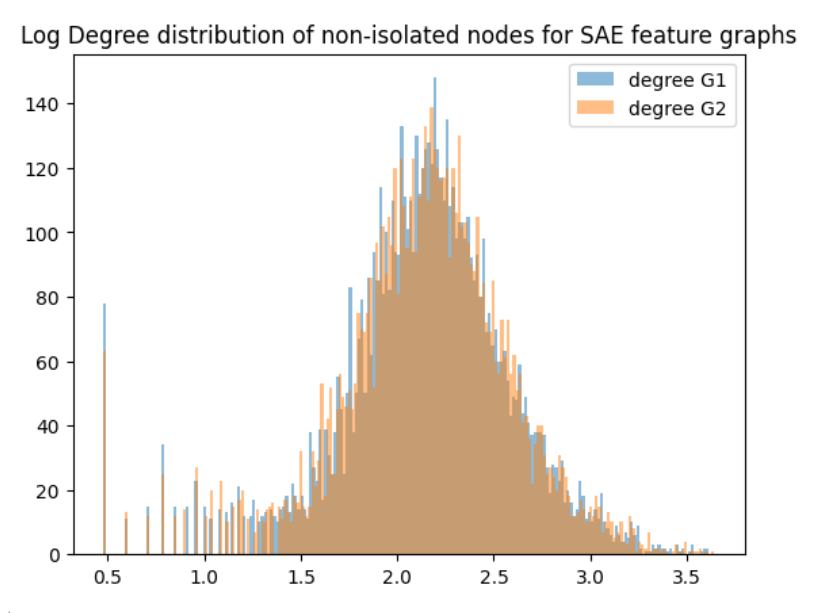 Log Degree distribution of non-isolated nodes for SAE feature graphs
degree G1
degree G2
140
120
100
80
60
40
20
0
0.5 1.0 1.5 2.0 2.5 3.0 3.5